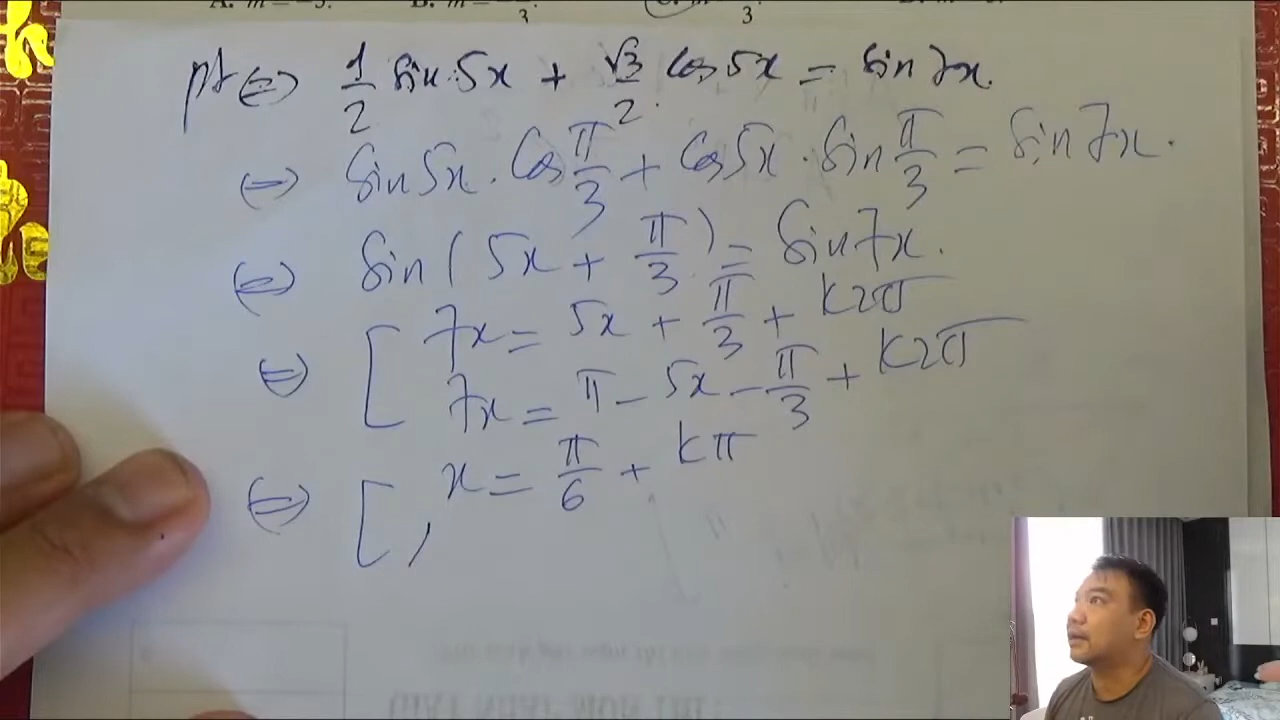 pt ⇔ 1/2 sin 5x + √3/2 cos 5x = sin 7x.
⇔ sin 5x . cos π/3 + cos 5x . sin π/3 = sin 7x.
⇔ sin ( 5x + π/3 ) = sin 7x.
⇔ [ 7x = 5x + π/3 + k2π
7x = π - 5x - π/3 + k2π
⇔ [ x = π/6 + kπ